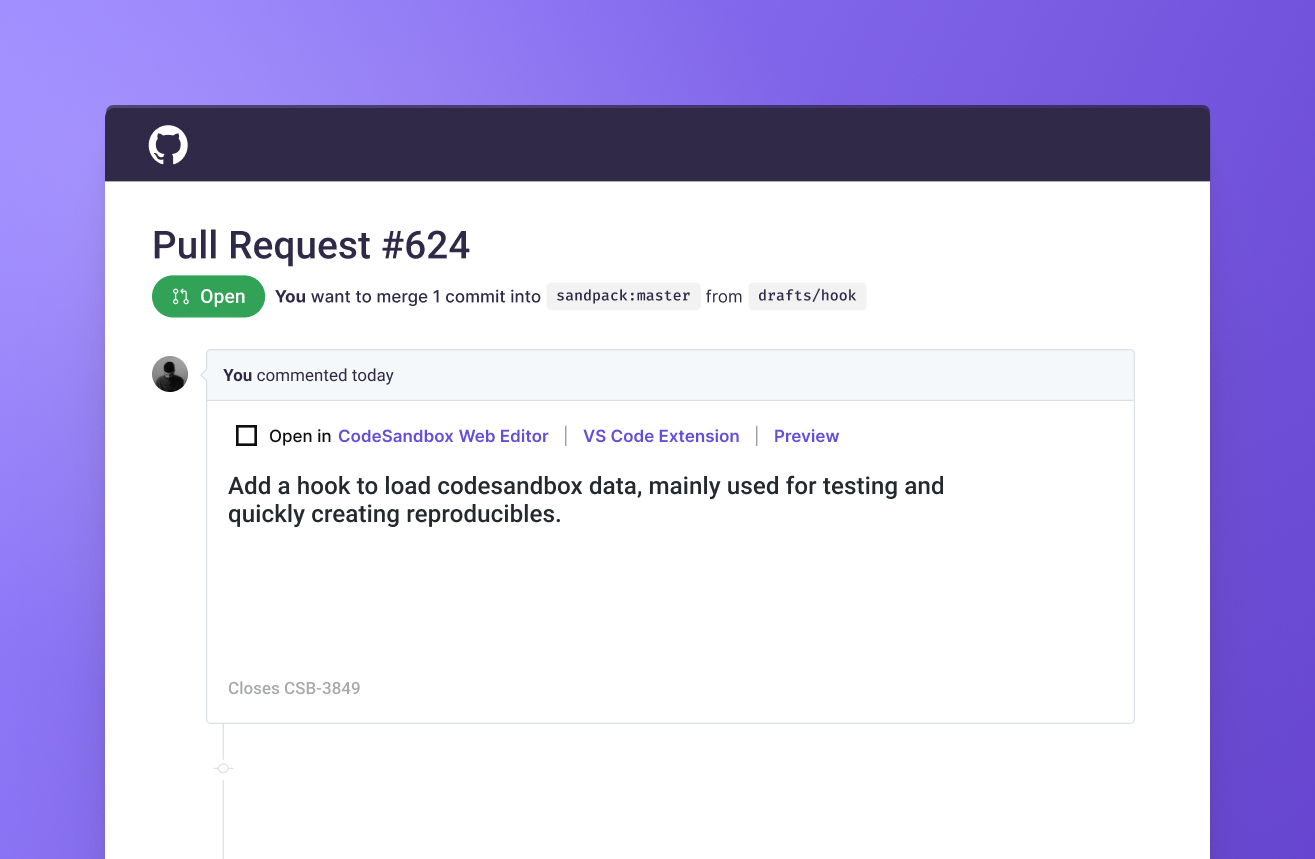 Pull Request #624
Open You want to merge 1 commit into sandpack:master from drafts/hook
You commented today
Open in CodeSandbox Web Editor | VS Code Extension | Preview
Add a hook to load codesandbox data, mainly used for testing and
quickly creating reproducibles.
Closes CSB-3849